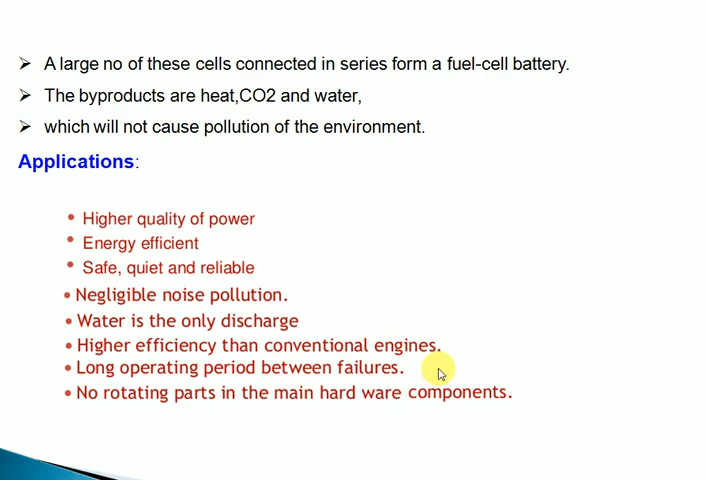 ➢ A large no of these cells connected in series form a fuel-cell battery.
➢ The byproducts are heat,CO2 and water,
➢ which will not cause pollution of the environment.
Applications:
• Higher quality of power
• Energy efficient
• Safe, quiet and reliable
• Negligible noise pollution.
• Water is the only discharge
• Higher efficiency than conventional engines.
• Long operating period between failures.
• No rotating parts in the main hard ware components.